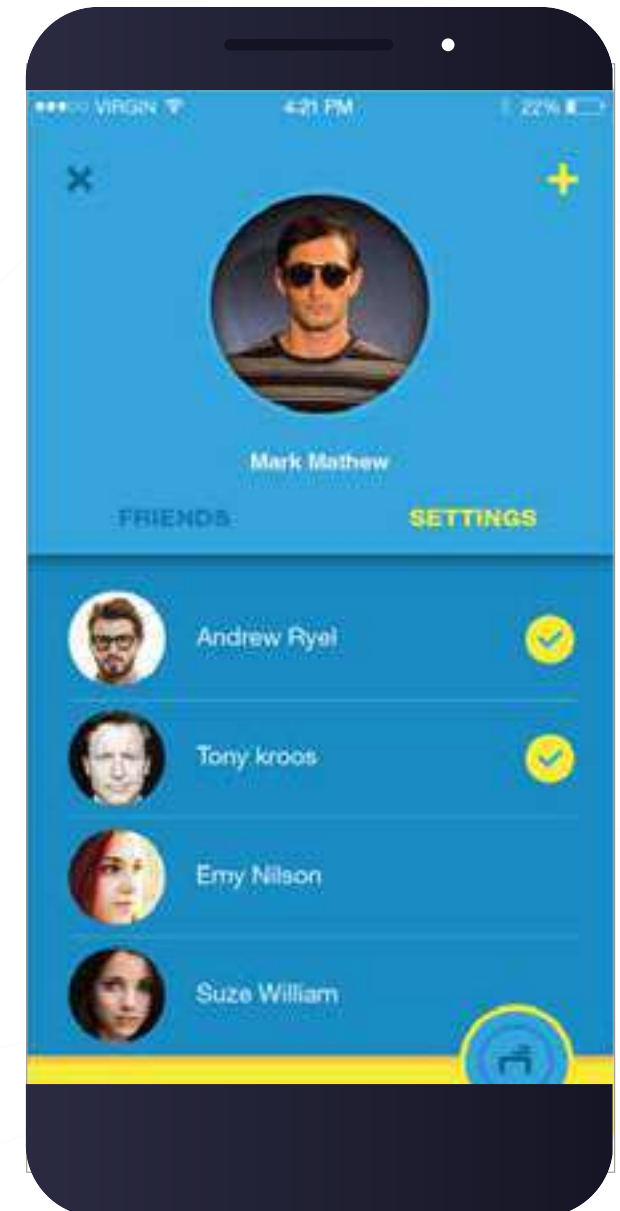 VIRGIN 4:21 PM 22%
Mark Mathew
FRIENDS SETTINGS
Andrew Ryel
Tony kroos
Emy Nilson
Suze William